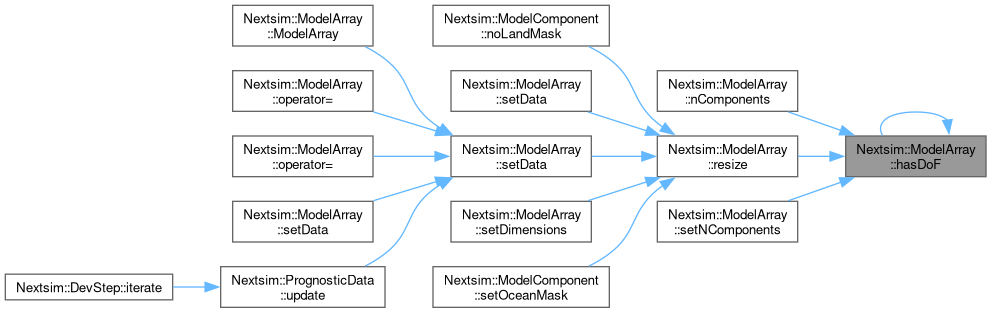 Nextsim::ModelArray
::ModelArray
Nextsim::ModelComponent
::noLandMask
Nextsim::ModelArray
::operator=
Nextsim::ModelArray
::setData
Nextsim::ModelArray
::nComponents
Nextsim::ModelArray
::operator=
Nextsim::ModelArray
::setData
Nextsim::ModelArray
::resize
Nextsim::ModelArray
::hasDoF
Nextsim::ModelArray
::setData
Nextsim::ModelArray
::setDimensions
Nextsim::ModelArray
::setNComponents
Nextsim::DevStep::iterate
Nextsim::PrognosticData
::update
Nextsim::ModelComponent
::setOceanMask